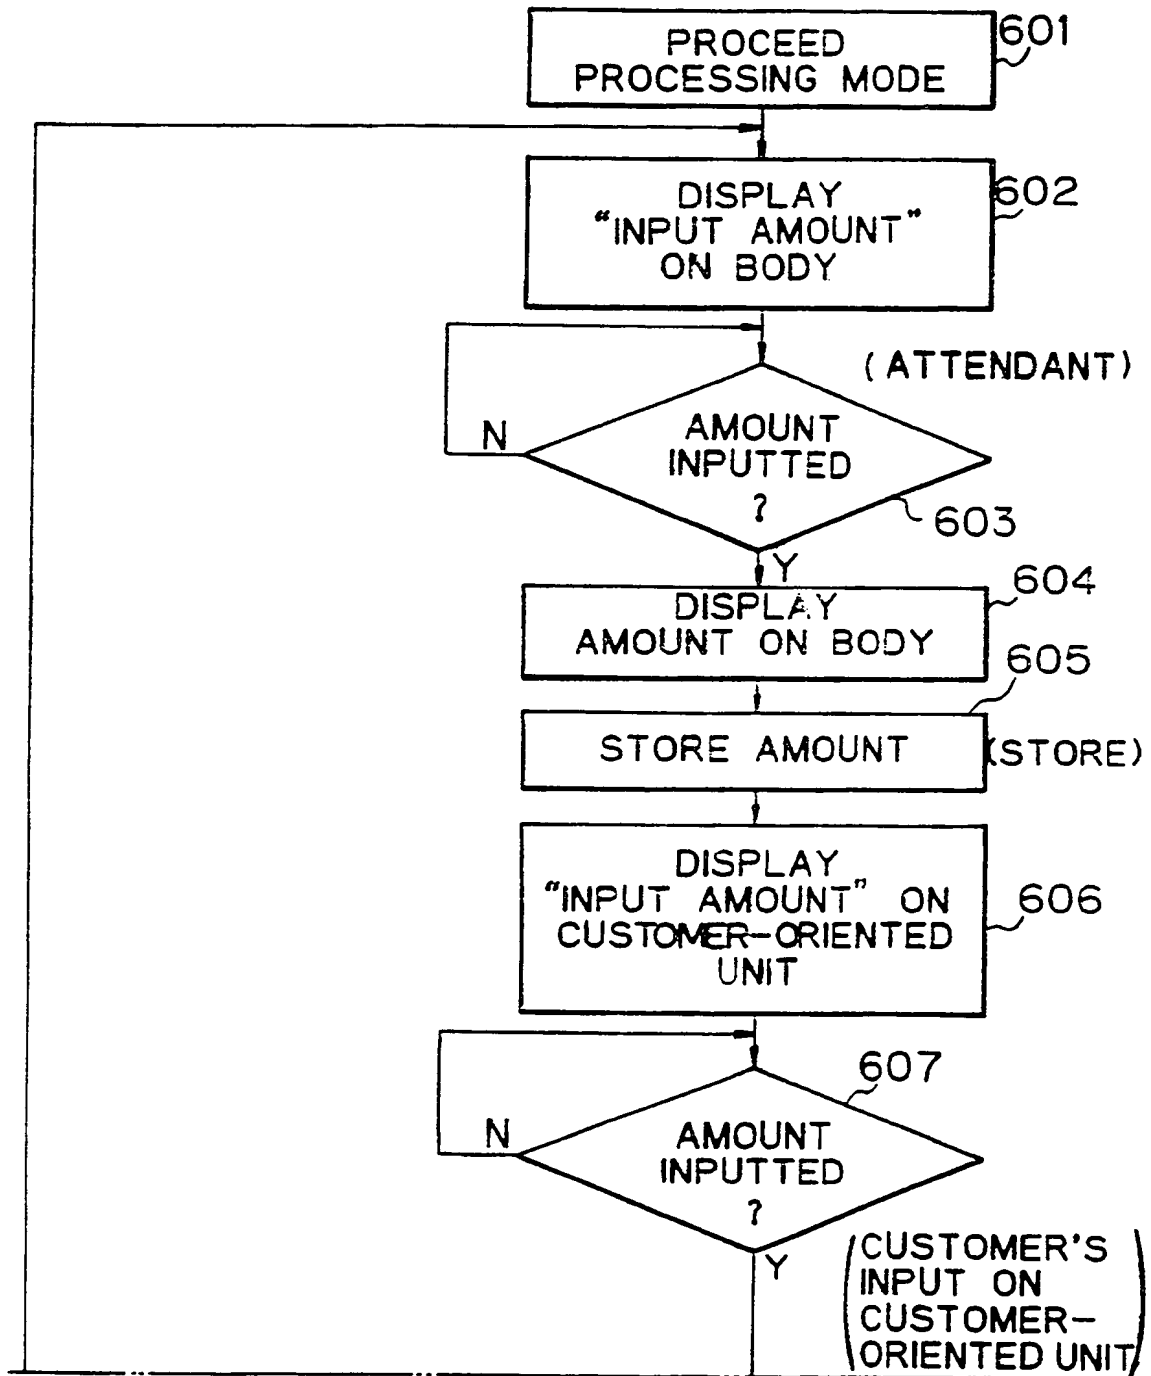 601
PROCEED
PROCESSING MODE
602
DISPLAY
"INPUT AMOUNT"
ON BODY
(ATTENDANT)
N
AMOUNT
INPUTTED
?
603
Y
604
DISPLAY
AMOUNT ON BODY
605
STORE AMOUNT
(STORE)
DISPLAY
"INPUT AMOUNT" ON
CUSTOMER-ORIENTED
UNIT
606
607
N
AMOUNT
INPUTTED
?
Y
(CUSTOMER'S
INPUT ON
CUSTOMER-
ORIENTED UNIT)